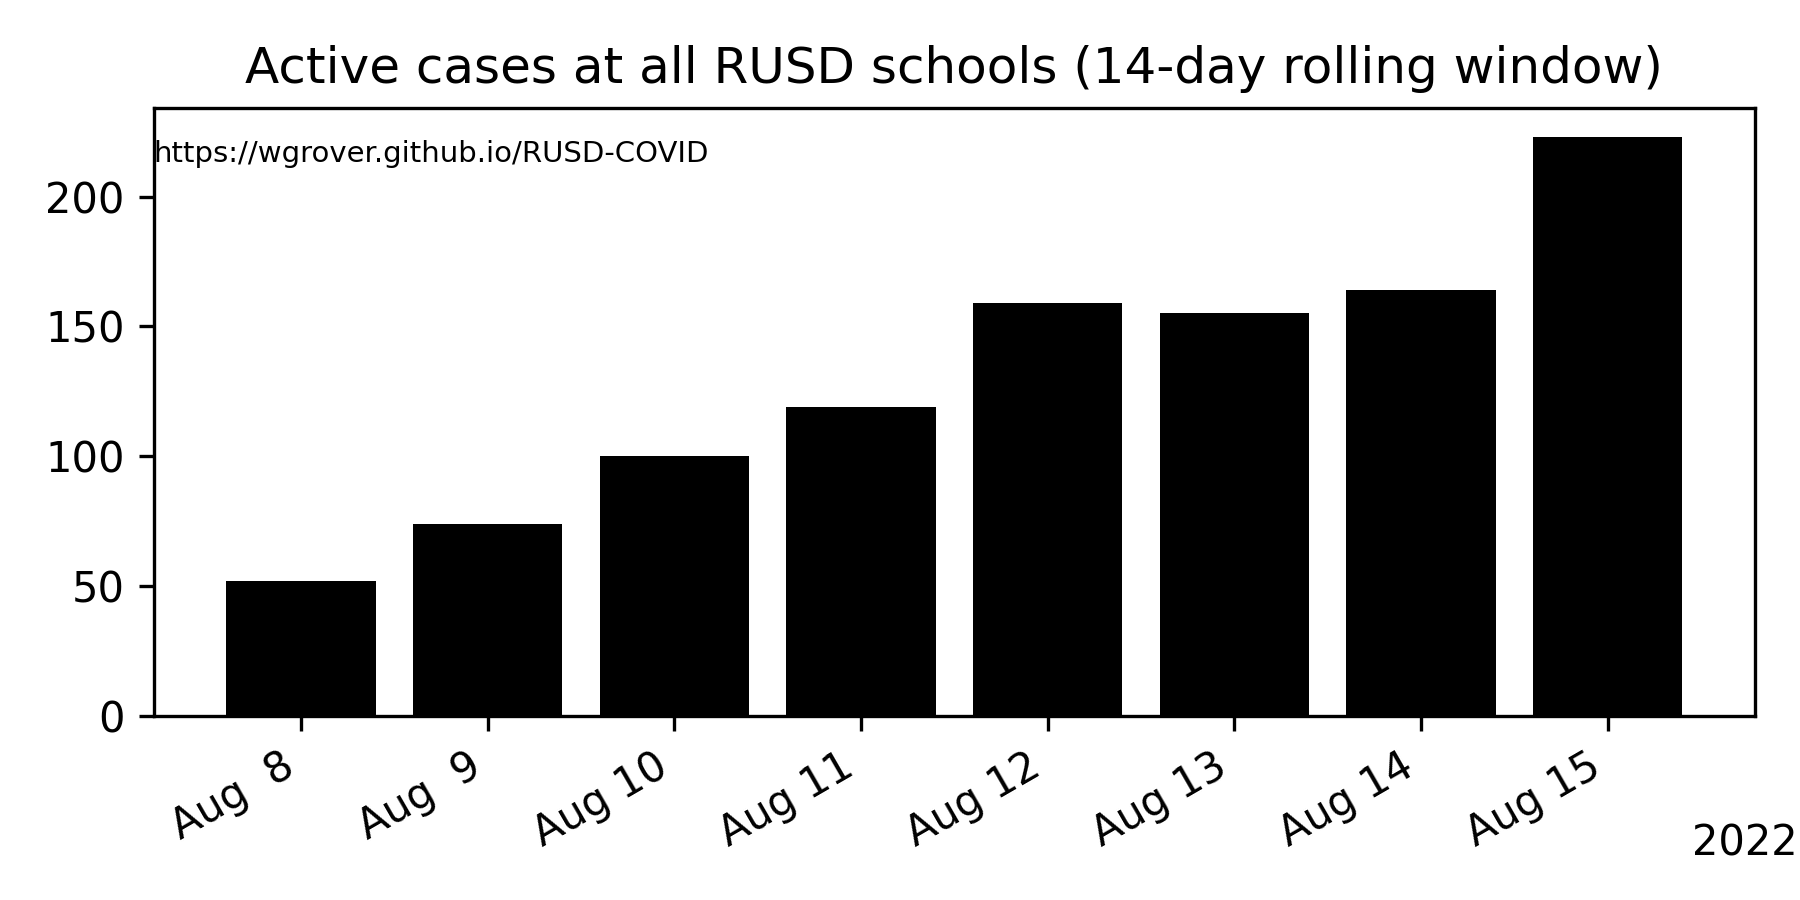 Active cases at all RUSD schools (14-day rolling window)
https://wgrover.github.io/RUSD-COVID
200
150
100
50
0
Aug 8
Aug 9
Aug 10
Aug 11
Aug 12
Aug 13
Aug 14
Aug 15
2022